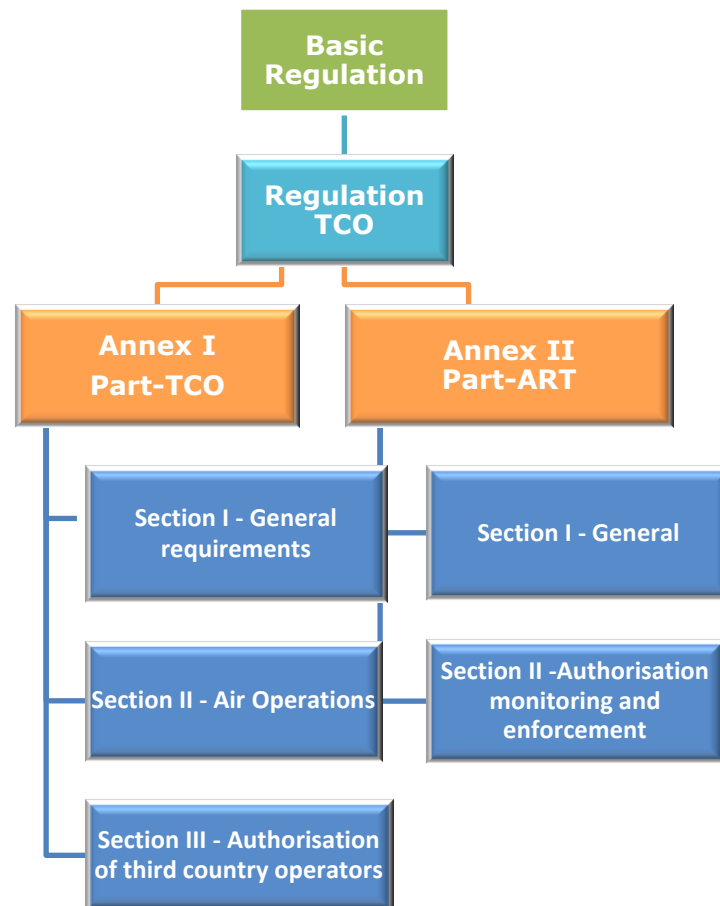 Basic
Regulation
Regulation
TCO
Annex I
Part-TCO
Annex II
Part-ART
Section I - General
requirements
Section I - General
Section II - Air Operations
Section II -Authorisation
monitoring and
enforcement
Section III - Authorisation
of third country operators